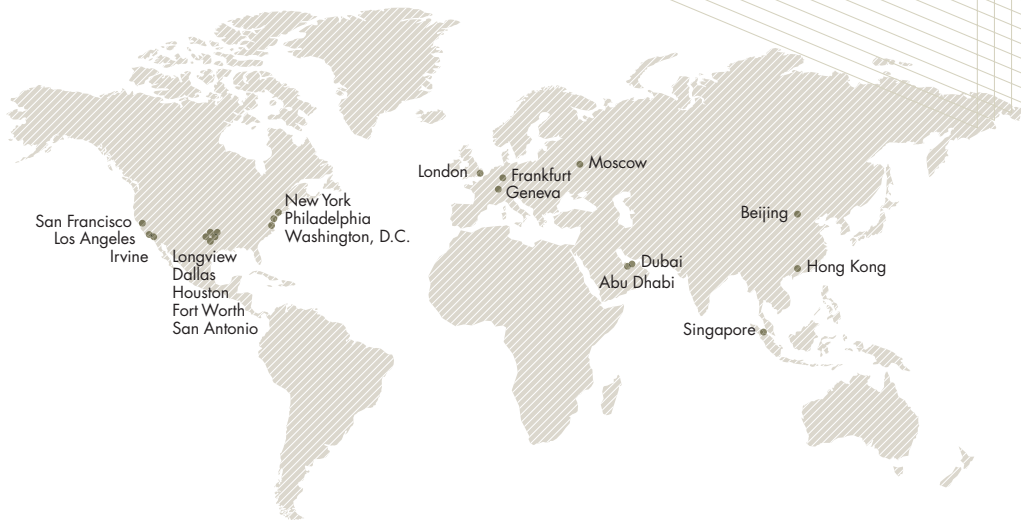 San Francisco
Los Angeles
Irvine
Longview
Dallas
Houston
Fort Worth
San Antonio
New York
Philadelphia
Washington, D.C.
London
Frankfurt
Geneva
Moscow
Dubai
Abu Dhabi
Beijing
Hong Kong
Singapore